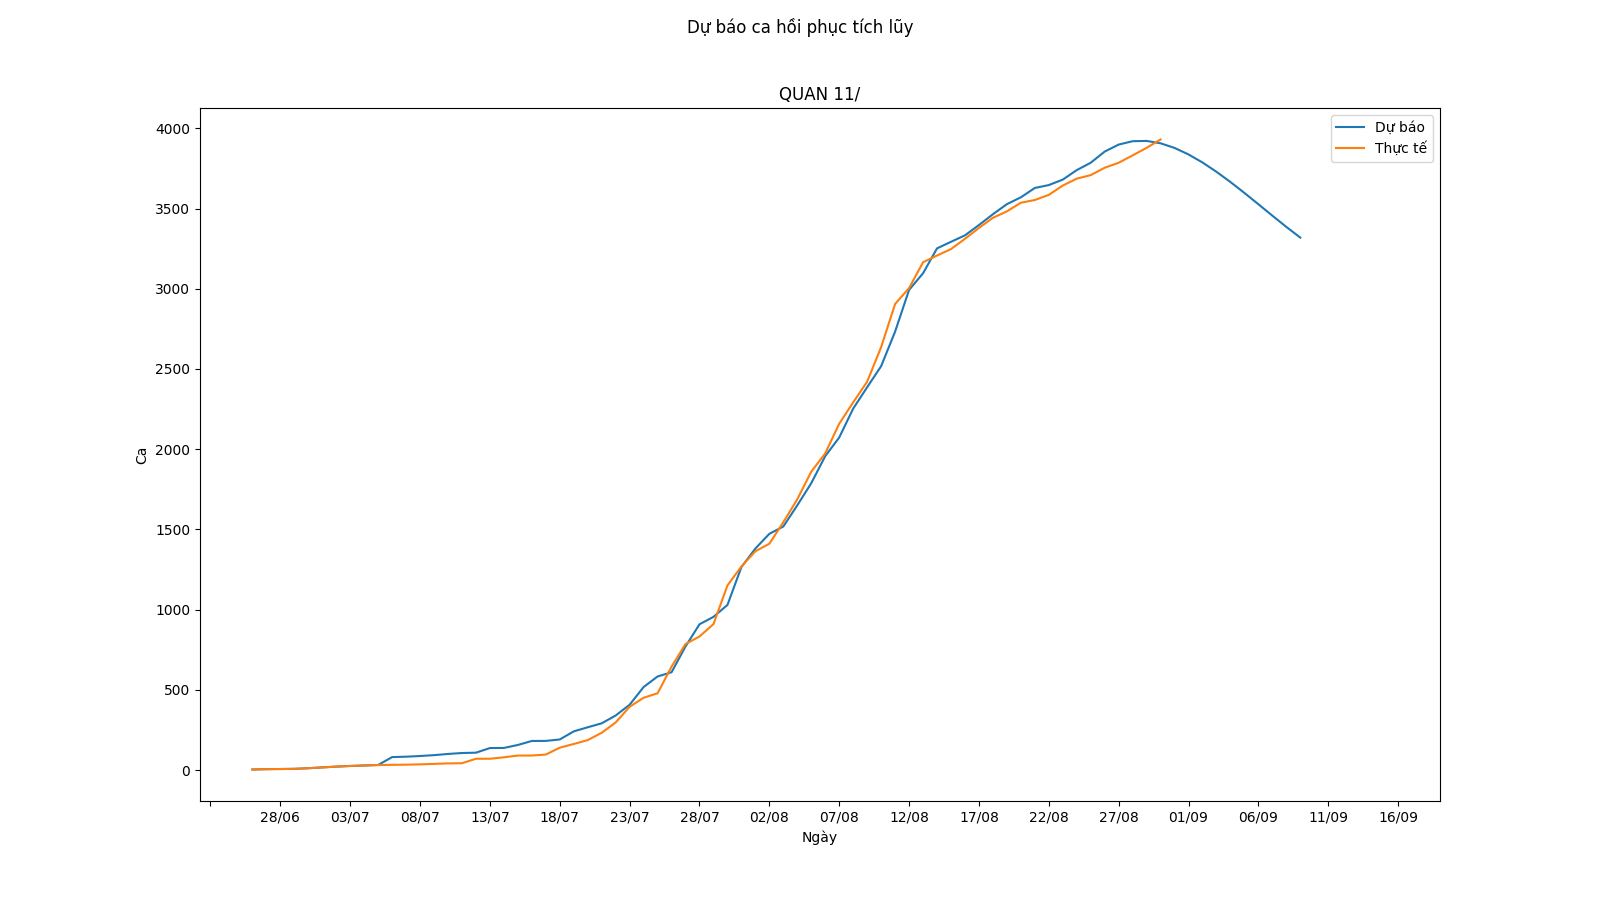 Dự báo ca hồi phục tích lũy
QUAN 11/
Dự báo
Thực tế
4000
3500
3000
2500
2000
1500
1000
500
0
Ca
28/06 03/07 08/07 13/07 18/07 23/07 28/07 02/08 07/08 12/08 17/08 22/08 27/08 01/09 06/09 11/09 16/09
Ngày